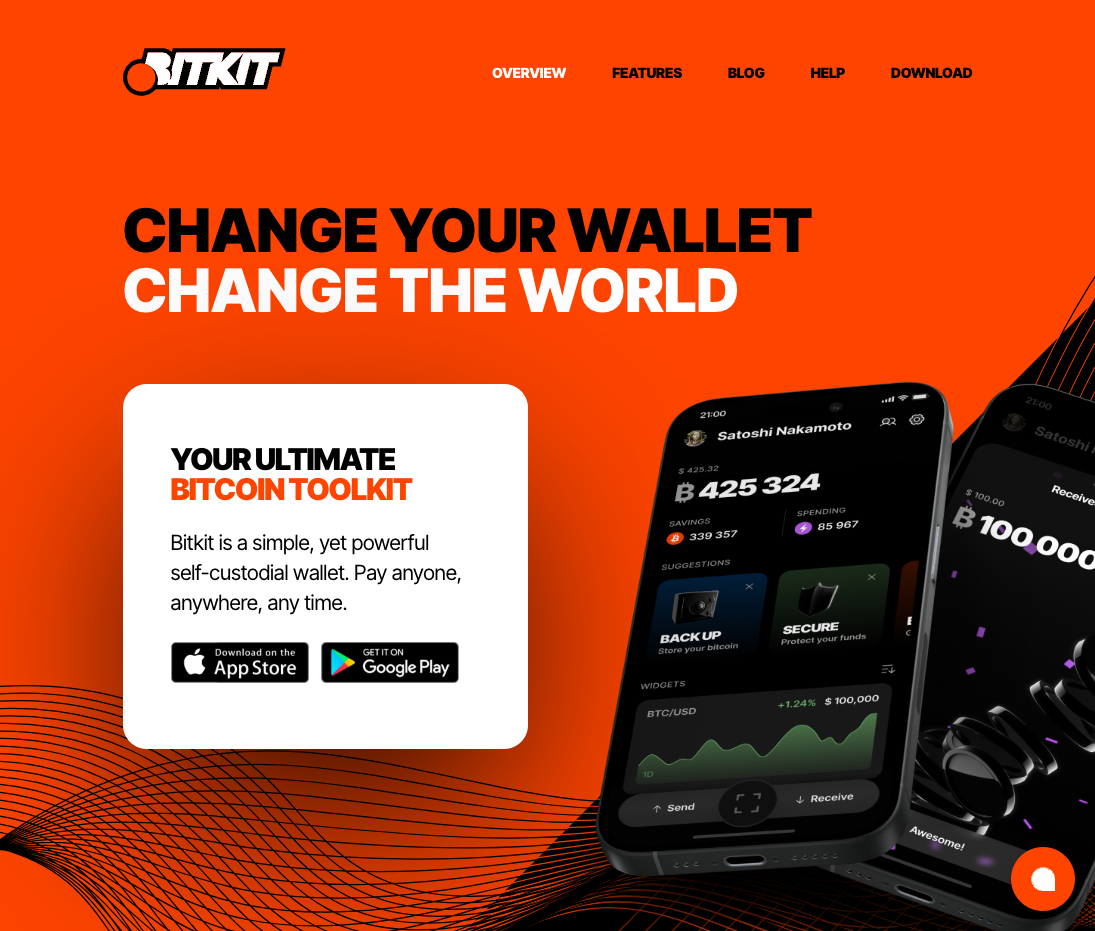 BITKIT
OVERVIEW FEATURES BLOG HELP DOWNLOAD
CHANGE YOUR WALLET
CHANGE THE WORLD
YOUR ULTIMATE
BITCOIN TOOLKIT
Bitkit is a simple, yet powerful
self-custodial wallet. Pay anyone,
anywhere, any time.
Download on the
App Store
GET IT ON
Google Play
21:00
Satoshi Nakamoto
$ 425.32
₿ 425 324
SAVINGS
339 357
SPENDING
85 967
SUGGESTIONS
BACK UP
Store your bitcoin
SECURE
Protect your funds
WIDGETS
BTC/USD
+1.24% $ 100,000
1D
Send
Receive
21:00
Satoshi
Receive
$ 100.00
₿ 100 000
Awesome!